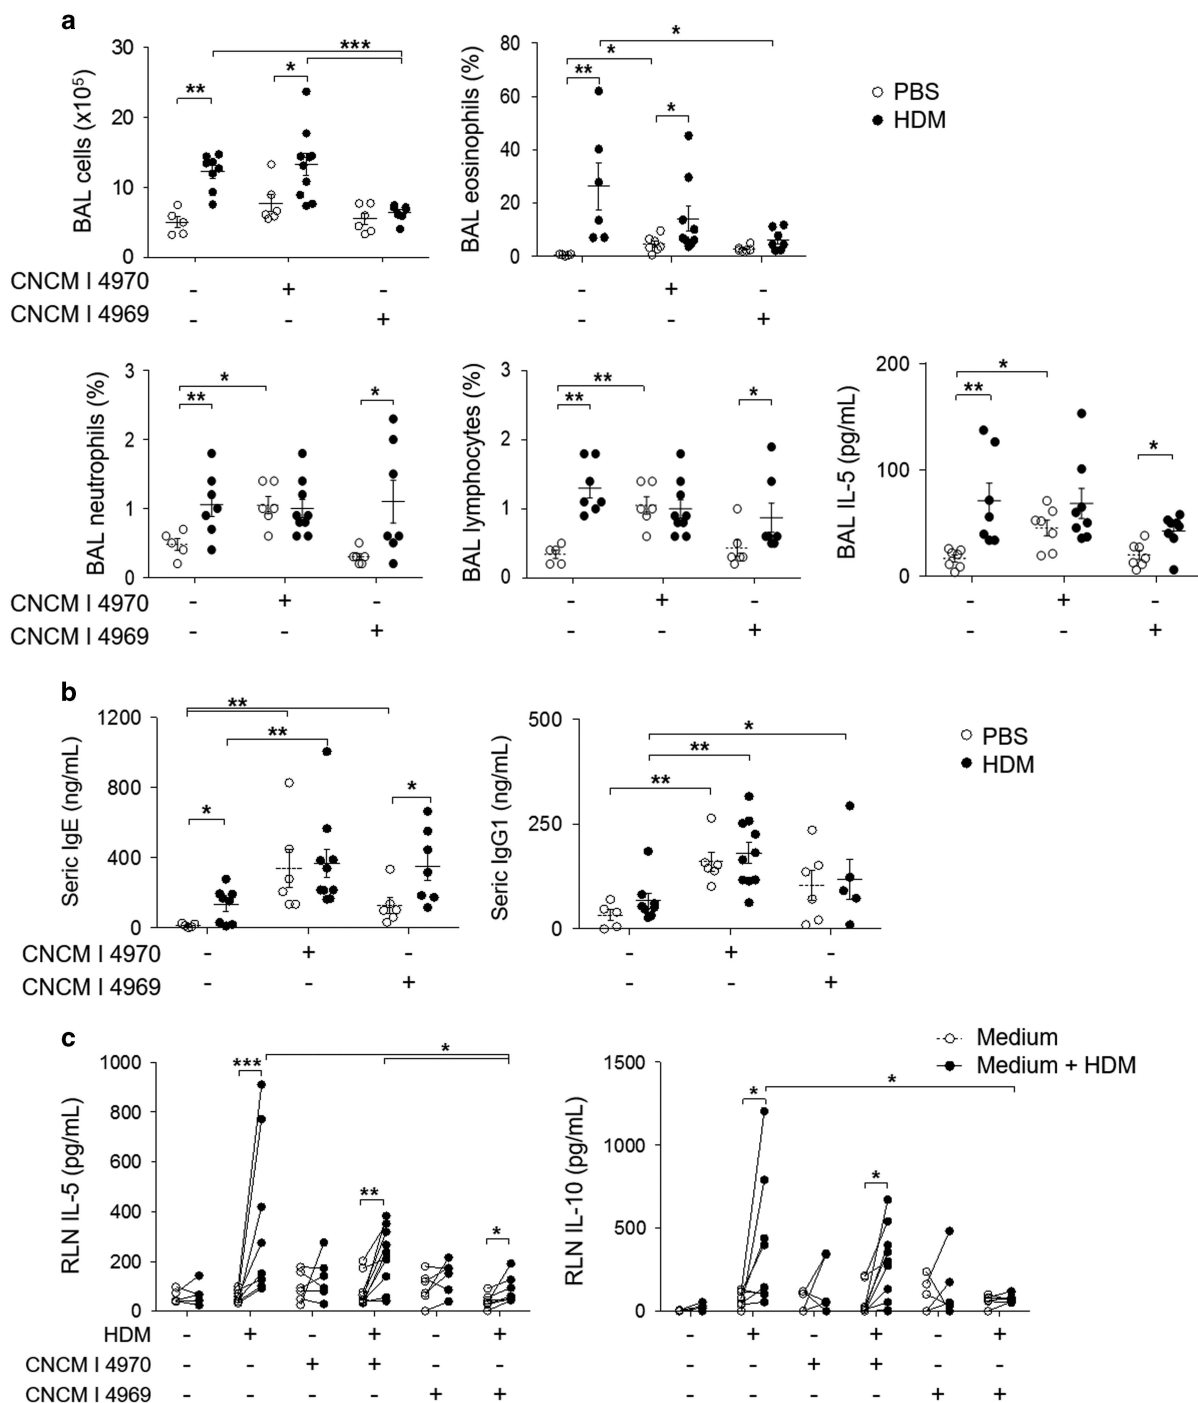 a
BAL cells (x10⁵)
30
20
10
0
** * ***
BAL eosinophils (%)
80
60
40
20
0
** * * *
PBS
HDM
CNCM I 4970 - + - - + -
CNCM I 4969 - - + - - +
BAL neutrophils (%)
3
2
1
0
** * *
BAL lymphocytes (%)
3
2
1
0
** ** *
BAL IL-5 (pg/mL)
200
100
0
** * *
CNCM I 4970 - + - - + - - + -
CNCM I 4969 - - + - - + - - +
b
Seric IgE (ng/mL)
1200
800
400
0
* ** ** *
Seric IgG1 (ng/mL)
500
250
0
** ** *
PBS
HDM
CNCM I 4970 - + - - + -
CNCM I 4969 - - + - - +
c
RLN IL-5 (pg/mL)
1000
800
600
400
200
0
*** ** * *
RLN IL-10 (pg/mL)
1500
1000
500
0
* * *
Medium
Medium + HDM
HDM - + - + - + - + - + - +
CNCM I 4970 - - + + - - - - + + - -
CNCM I 4969 - - - - + + - - - - + +